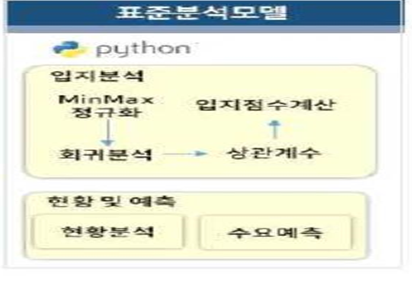 표준분석모델
python
입지분석
MinMax
정규화
입지점수계산
회귀분석
상관계수
현황 및 예측
현황분석
수요예측